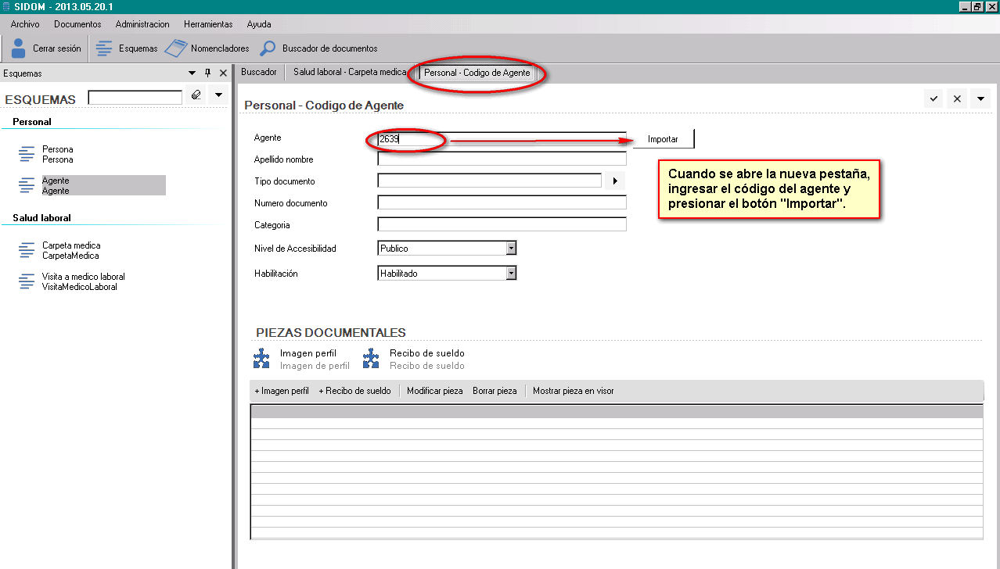 SIDOM - 2013.05.20.1
Archivo Documentos Administracion Herramientas Ayuda
Cerrar sesión Esquemas Nomencladores Buscador de documentos
Esquemas
ESQUEMAS
Personal
Persona
Persona
Agente
Agente
Salud laboral
Carpeta medica
CarpetaMedica
Visita a medico laboral
VisitaMedicoLaboral
Buscador Salud laboral - Carpeta medica Personal - Codigo de Agente
Personal - Codigo de Agente
Agente 2639 Importar
Apellido nombre
Tipo documento
Numero documento
Categoria
Nivel de Accesibilidad Publico
Habilitación Habilitado
Cuando se abre la nueva pestaña,
ingresar el código del agente y
presionar el botón "Importar".
PIEZAS DOCUMENTALES
Imagen perfil
Imagen de perfil
Recibo de sueldo
Recibo de sueldo
+ Imagen perfil + Recibo de sueldo Modificar pieza Borrar pieza Mostrar pieza en visor